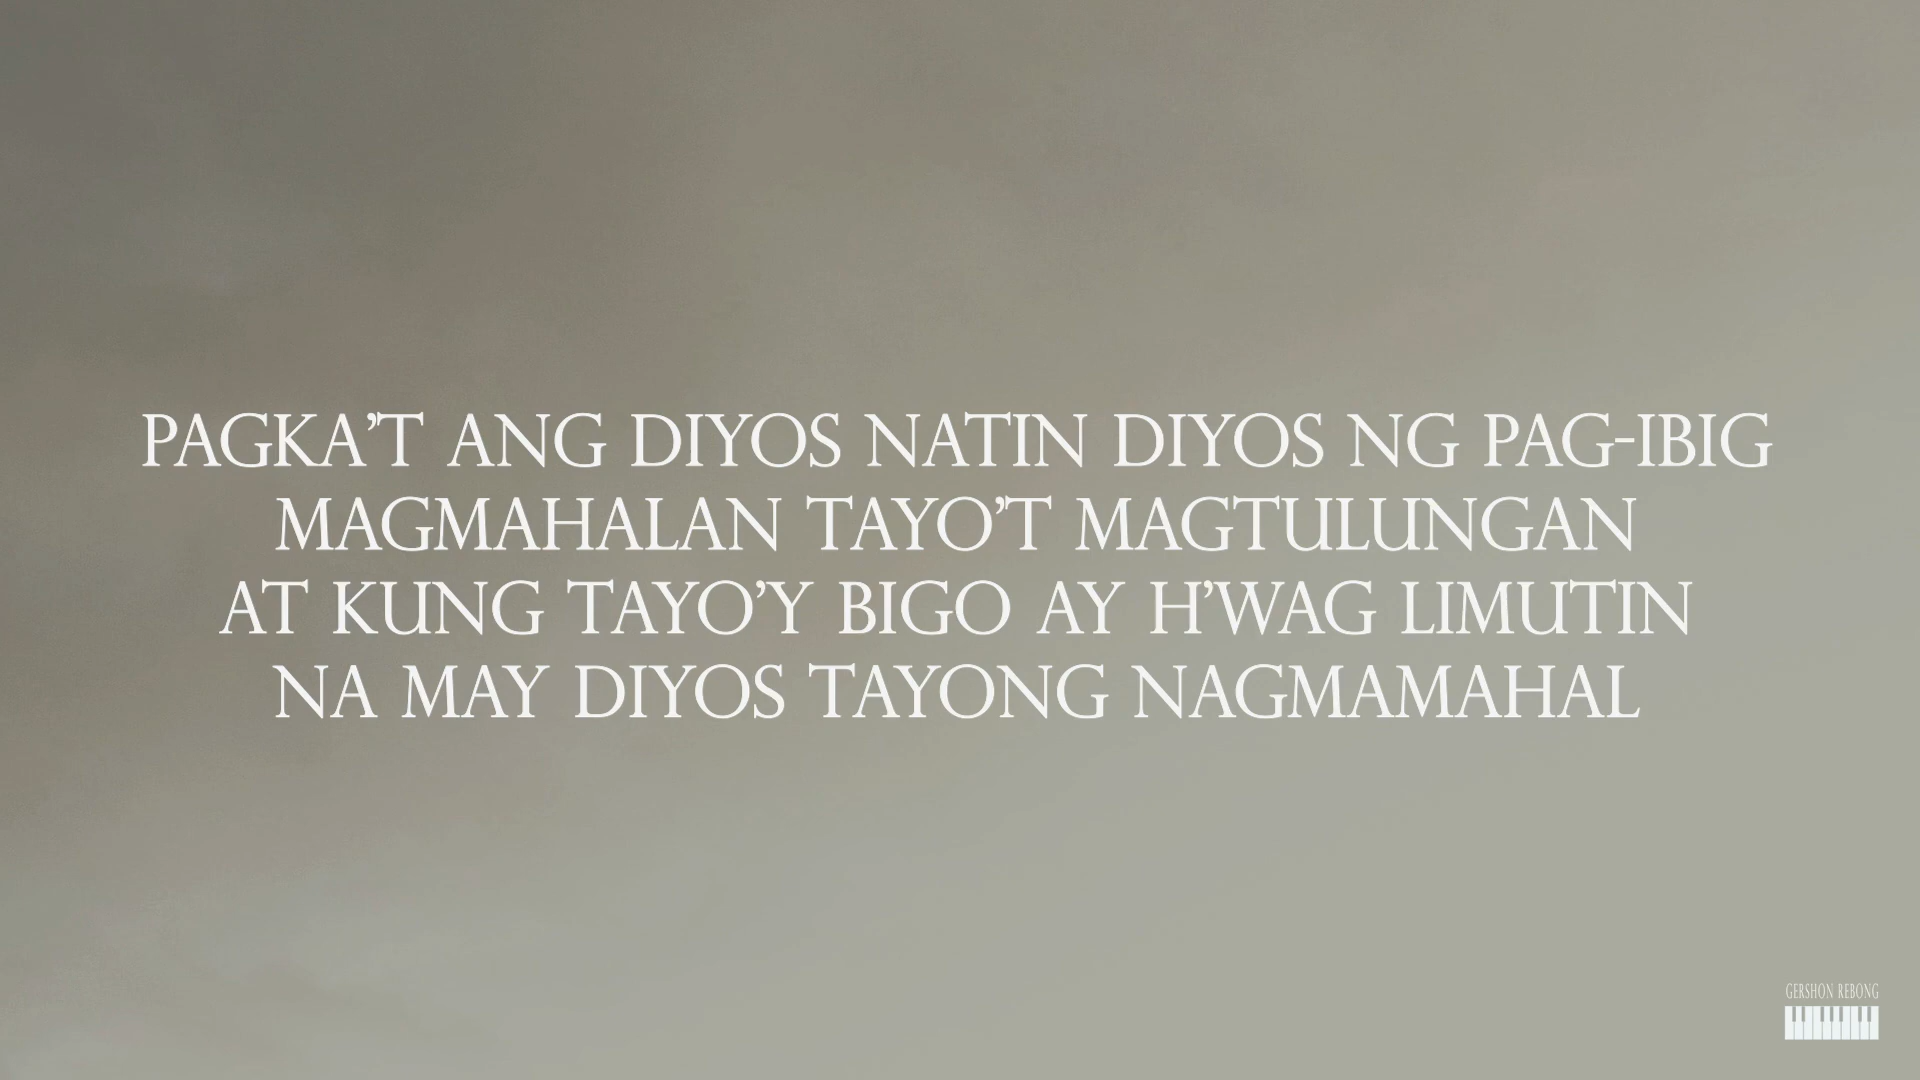 PAGKA’T ANG DIYOS NATIN DIYOS NG PAG-IBIG
MAGMAHALAN TAYO’T MAGTULUNGAN
AT KUNG TAYO’Y BIGO AY H’WAG LIMUTIN
NA MAY DIYOS TAYONG NAGMAMAHAL
GERSHON REBONG